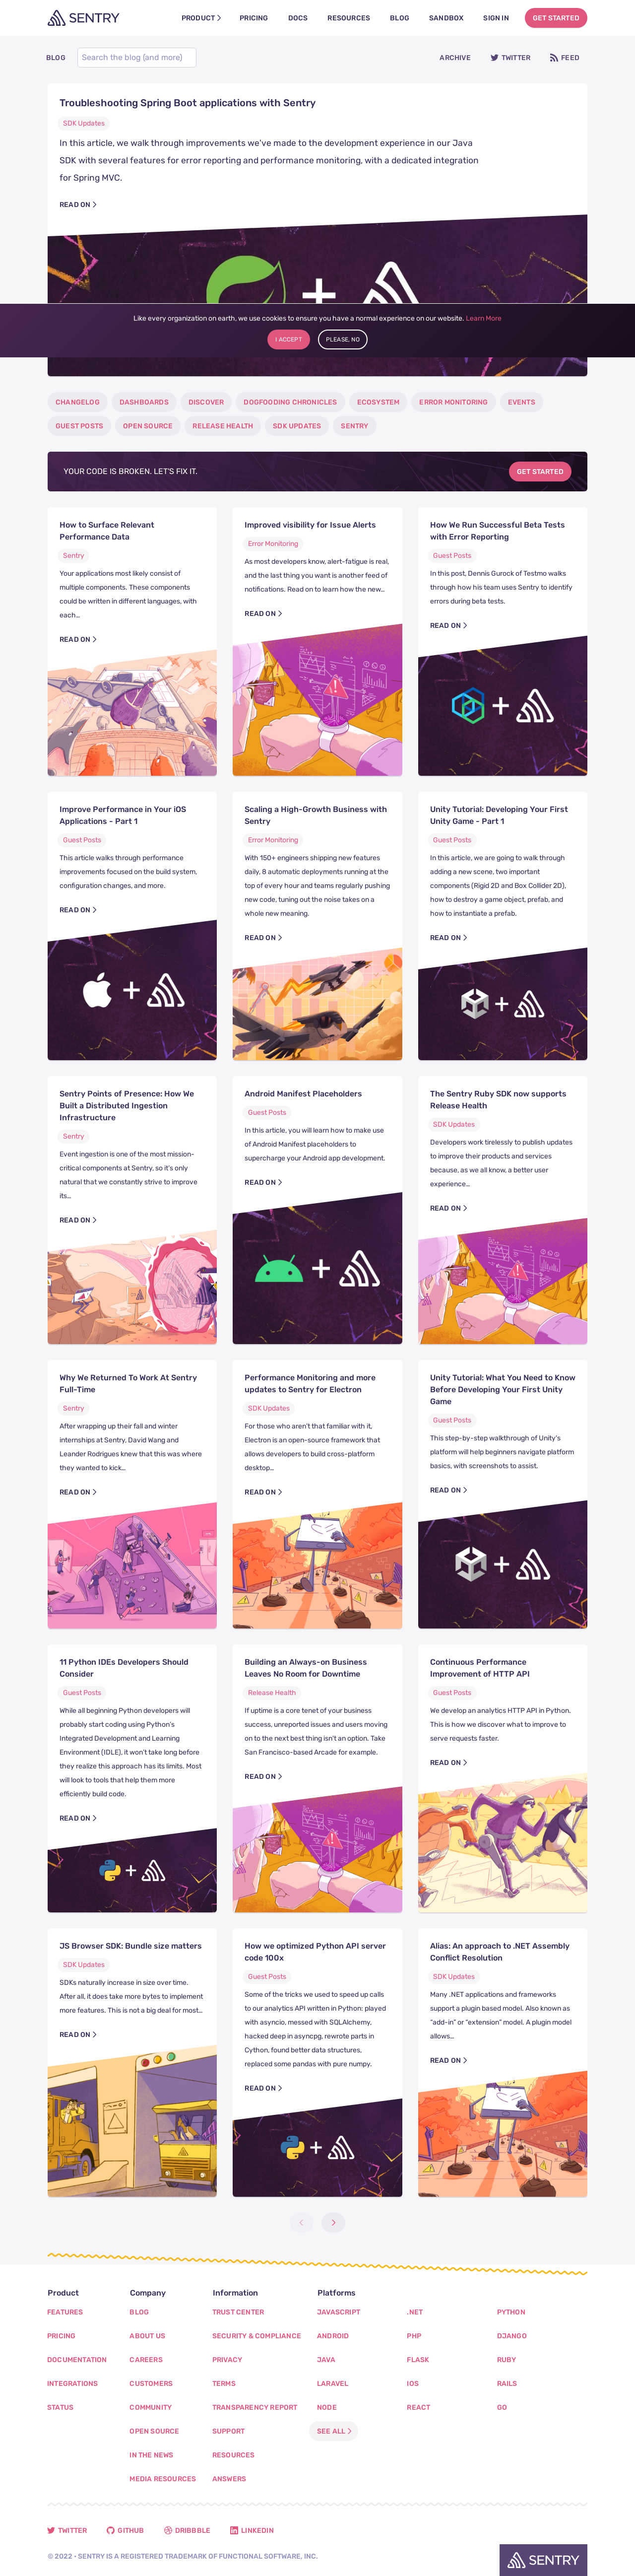 SENTRY
PRODUCT
PRICING
DOCS
RESOURCES
BLOG
SANDBOX
SIGN IN
GET STARTED
BLOG
Search the blog (and more)
ARCHIVE
TWITTER
FEED
Troubleshooting Spring Boot applications with Sentry
SDK Updates
In this article, we walk through improvements we've made to the development experience in our Java
SDK with several features for error reporting and performance monitoring, with a dedicated integration
for Spring MVC.
READ ON
Like every organization on earth, we use cookies to ensure you have a normal experience on our website. Learn More
I ACCEPT
PLEASE, NO
CHANGELOG
DASHBOARDS
DISCOVER
DOGFOODING CHRONICLES
ECOSYSTEM
ERROR MONITORING
EVENTS
GUEST POSTS
OPEN SOURCE
RELEASE HEALTH
SDK UPDATES
SENTRY
YOUR CODE IS BROKEN. LET'S FIX IT.
GET STARTED
How to Surface Relevant
Performance Data
Sentry
Your applications most likely consist of
multiple components. These components
could be written in different languages, with
each…
READ ON
Improved visibility for Issue Alerts
Error Monitoring
As most developers know, alert-fatigue is real,
and the last thing you want is another feed of
notifications. Read on to learn how the new…
READ ON
How We Run Successful Beta Tests
with Error Reporting
Guest Posts
In this post, Dennis Gurock of Testmo walks
through how his team uses Sentry to identify
errors during beta tests.
READ ON
Improve Performance in Your iOS
Applications - Part 1
Guest Posts
This article walks through performance
improvements focused on the build system,
configuration changes, and more.
READ ON
Scaling a High-Growth Business with
Sentry
Error Monitoring
With 150+ engineers shipping new features
daily, 8 automatic deployments running at the
top of every hour and teams regularly pushing
new code, tuning out the noise takes on a
whole new meaning.
READ ON
Unity Tutorial: Developing Your First
Unity Game - Part 1
Guest Posts
In this article, we are going to walk through
adding a new scene, two important
components (Rigid 2D and Box Collider 2D),
how to destroy a game object, prefab, and
how to instantiate a prefab.
READ ON
Sentry Points of Presence: How We
Built a Distributed Ingestion
Infrastructure
Sentry
Event ingestion is one of the most mission-
critical components at Sentry, so it's only
natural that we constantly strive to improve
its…
READ ON
Android Manifest Placeholders
Guest Posts
In this article, you will learn how to make use
of Android Manifest placeholders to
supercharge your Android app development.
READ ON
The Sentry Ruby SDK now supports
Release Health
SDK Updates
Developers work tirelessly to publish updates
to improve their products and services
because, as we all know, a better user
experience…
READ ON
Why We Returned To Work At Sentry
Full-Time
Sentry
After wrapping up their fall and winter
internships at Sentry, David Wang and
Leander Rodrigues knew that this was where
they wanted to kick…
READ ON
Performance Monitoring and more
updates to Sentry for Electron
SDK Updates
For those who aren't that familiar with it,
Electron is an open-source framework that
allows developers to build cross-platform
desktop…
READ ON
Unity Tutorial: What You Need to Know
Before Developing Your First Unity
Game
Guest Posts
This step-by-step walkthrough of Unity's
platform will help beginners navigate platform
basics, with screenshots to assist.
READ ON
11 Python IDEs Developers Should
Consider
Guest Posts
While all beginning Python developers will
probably start coding using Python's
Integrated Development and Learning
Environment (IDLE), it won't take long before
they realize this approach has its limits. Most
will look to tools that help them more
efficiently build code.
READ ON
Building an Always-on Business
Leaves No Room for Downtime
Release Health
If uptime is a core tenet of your business
success, unreported issues and users moving
on to the next best thing isn't an option. Take
San Francisco-based Arcade for example.
READ ON
Continuous Performance
Improvement of HTTP API
Guest Posts
We develop an analytics HTTP API in Python.
This is how we discover what to improve to
serve requests faster.
READ ON
JS Browser SDK: Bundle size matters
SDK Updates
SDKs naturally increase in size over time.
After all, it does take more bytes to implement
more features. This is not a big deal for most…
READ ON
How we optimized Python API server
code 100x
Guest Posts
Some of the tricks we used to speed up calls
to our analytics API written in Python: played
with asyncio, messed with SQLAlchemy,
hacked deep in asyncpg, rewrote parts in
Cython, found better data structures,
replaced some pandas with pure numpy.
READ ON
Alias: An approach to .NET Assembly
Conflict Resolution
SDK Updates
Many .NET applications and frameworks
support a plugin based model. Also known as
"add-in" or "extension" model. A plugin model
allows…
READ ON
Product
FEATURES
PRICING
DOCUMENTATION
INTEGRATIONS
STATUS
Company
BLOG
ABOUT US
CAREERS
CUSTOMERS
COMMUNITY
OPEN SOURCE
IN THE NEWS
MEDIA RESOURCES
Information
TRUST CENTER
SECURITY & COMPLIANCE
PRIVACY
TERMS
TRANSPARENCY REPORT
SUPPORT
RESOURCES
ANSWERS
Platforms
JAVASCRIPT
ANDROID
JAVA
LARAVEL
NODE
SEE ALL
.NET
PHP
FLASK
IOS
REACT
PYTHON
DJANGO
RUBY
RAILS
GO
TWITTER
GITHUB
DRIBBBLE
LINKEDIN
© 2022 • SENTRY IS A REGISTERED TRADEMARK OF FUNCTIONAL SOFTWARE, INC.
SENTRY